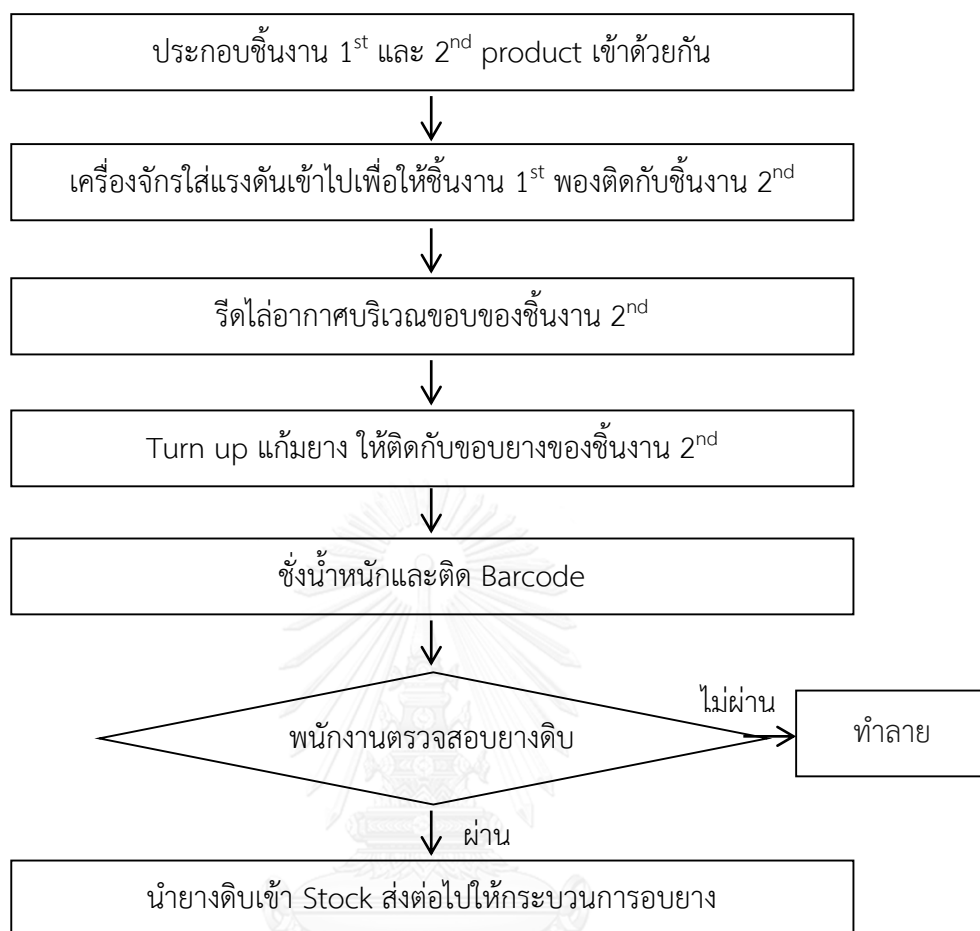 ประกอบชิ้นงาน 1st และ 2nd product เข้าด้วยกัน
เครื่องจักรใส่แรงดันเข้าไปเพื่อให้ชิ้นงาน 1st พองติดกับชิ้นงาน 2nd
รีดไล่อากาศบริเวณขอบของชิ้นงาน 2nd
Turn up แก้มยาง ให้ติดกับขอบยางของชิ้นงาน 2nd
ชั่งน้ำหนักและติด Barcode
ไม่ผ่าน
พนักงานตรวจสอบยางดิบ
ทำลาย
ผ่าน
นำยางดิบเข้า Stock ส่งต่อไปให้กระบวนการอบยาง